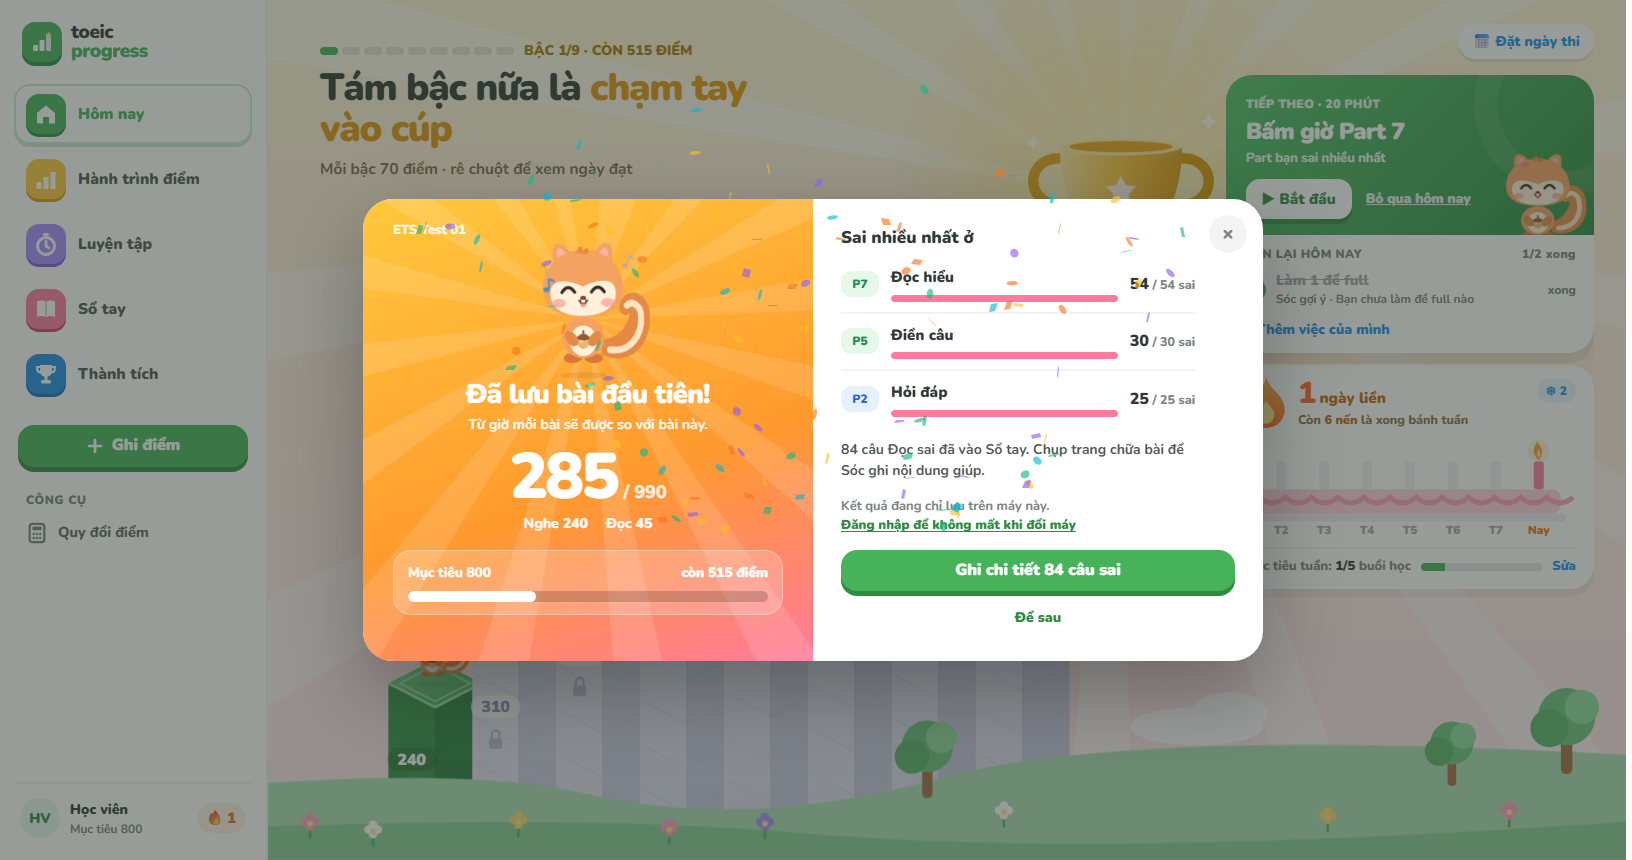 toeic
progress
Hôm nay
Hành trình điểm
Luyện tập
Sổ tay
Thành tích
Ghi điểm
CÔNG CỤ
Quy đổi điểm
HV
Học viên
Mục tiêu 800
1
BẬC 1/9 · CÒN 515 ĐIỂM
Tám bậc nữa là chạm tay
vào cúp
Mỗi bậc 70 điểm · rê chuột để xem ngày đạt
Đặt ngày thi
TIẾP THEO · 20 PHÚT
Bấm giờ Part 7
Part bạn sai nhiều nhất
Bắt đầu
Bỏ qua hôm nay
N LẠI HÔM NAY
1/2 xong
Làm 1 đề full
Sóc gợi ý · Bạn chưa làm đề full nào
xong
Thêm việc của mình
1 ngày liền
2
Còn 6 nến là xong bánh tuần
T2
T3
T4
T5
T6
T7
Nay
c tiêu tuần: 1/5 buổi học
Sửa
ETS Test 01
Đã lưu bài đầu tiên!
Từ giờ mỗi bài sẽ được so với bài này.
285 / 990
Nghe 240
Đọc 45
Mục tiêu 800
còn 515 điểm
Sai nhiều nhất ở
P7
Đọc hiểu
54 / 54 sai
P5
Điền câu
30 / 30 sai
P2
Hỏi đáp
25 / 25 sai
84 câu Đọc sai đã vào Sổ tay. Chụp trang chữa bài để
Sóc ghi nội dung giúp.
Kết quả đang chỉ lưu trên máy này.
Đăng nhập để không mất khi đổi máy
Ghi chi tiết 84 câu sai
Để sau
310
240